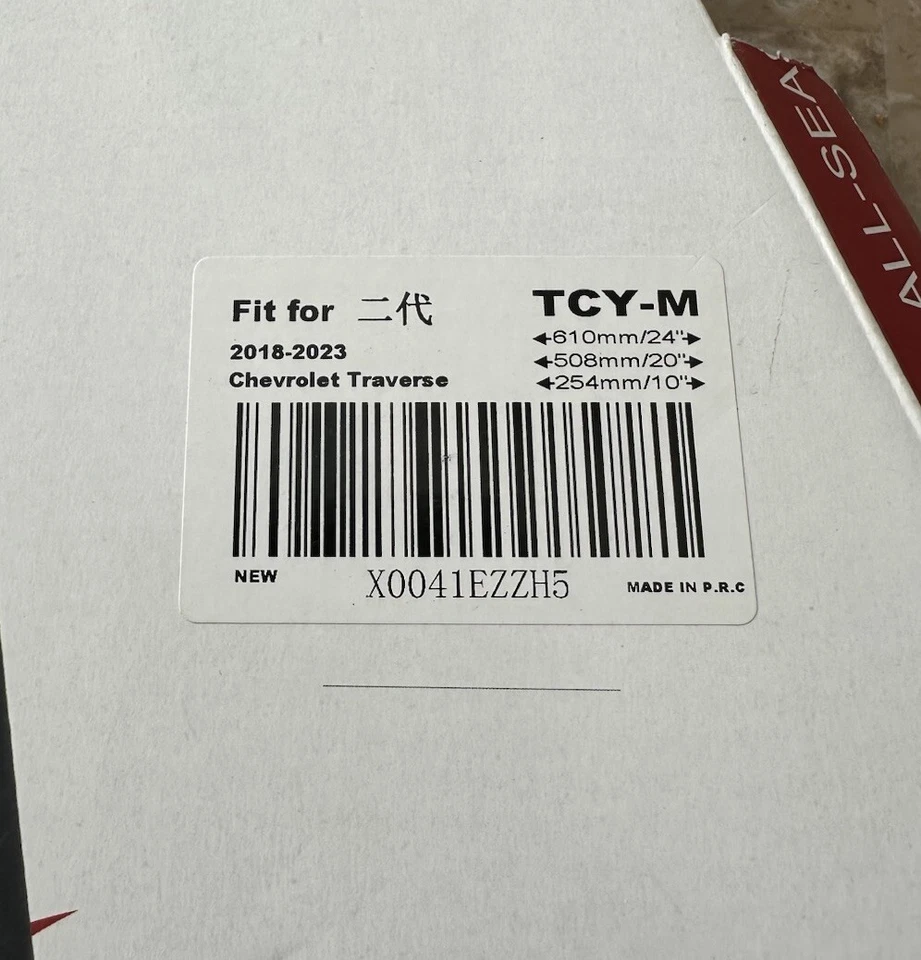 ALL-SEAS
Fit for 二代
2018-2023
Chevrolet Traverse
TCY-M
610mm/24"
508mm/20"
254mm/10"
NEW
X0041EZZH5
MADE IN P.R.C